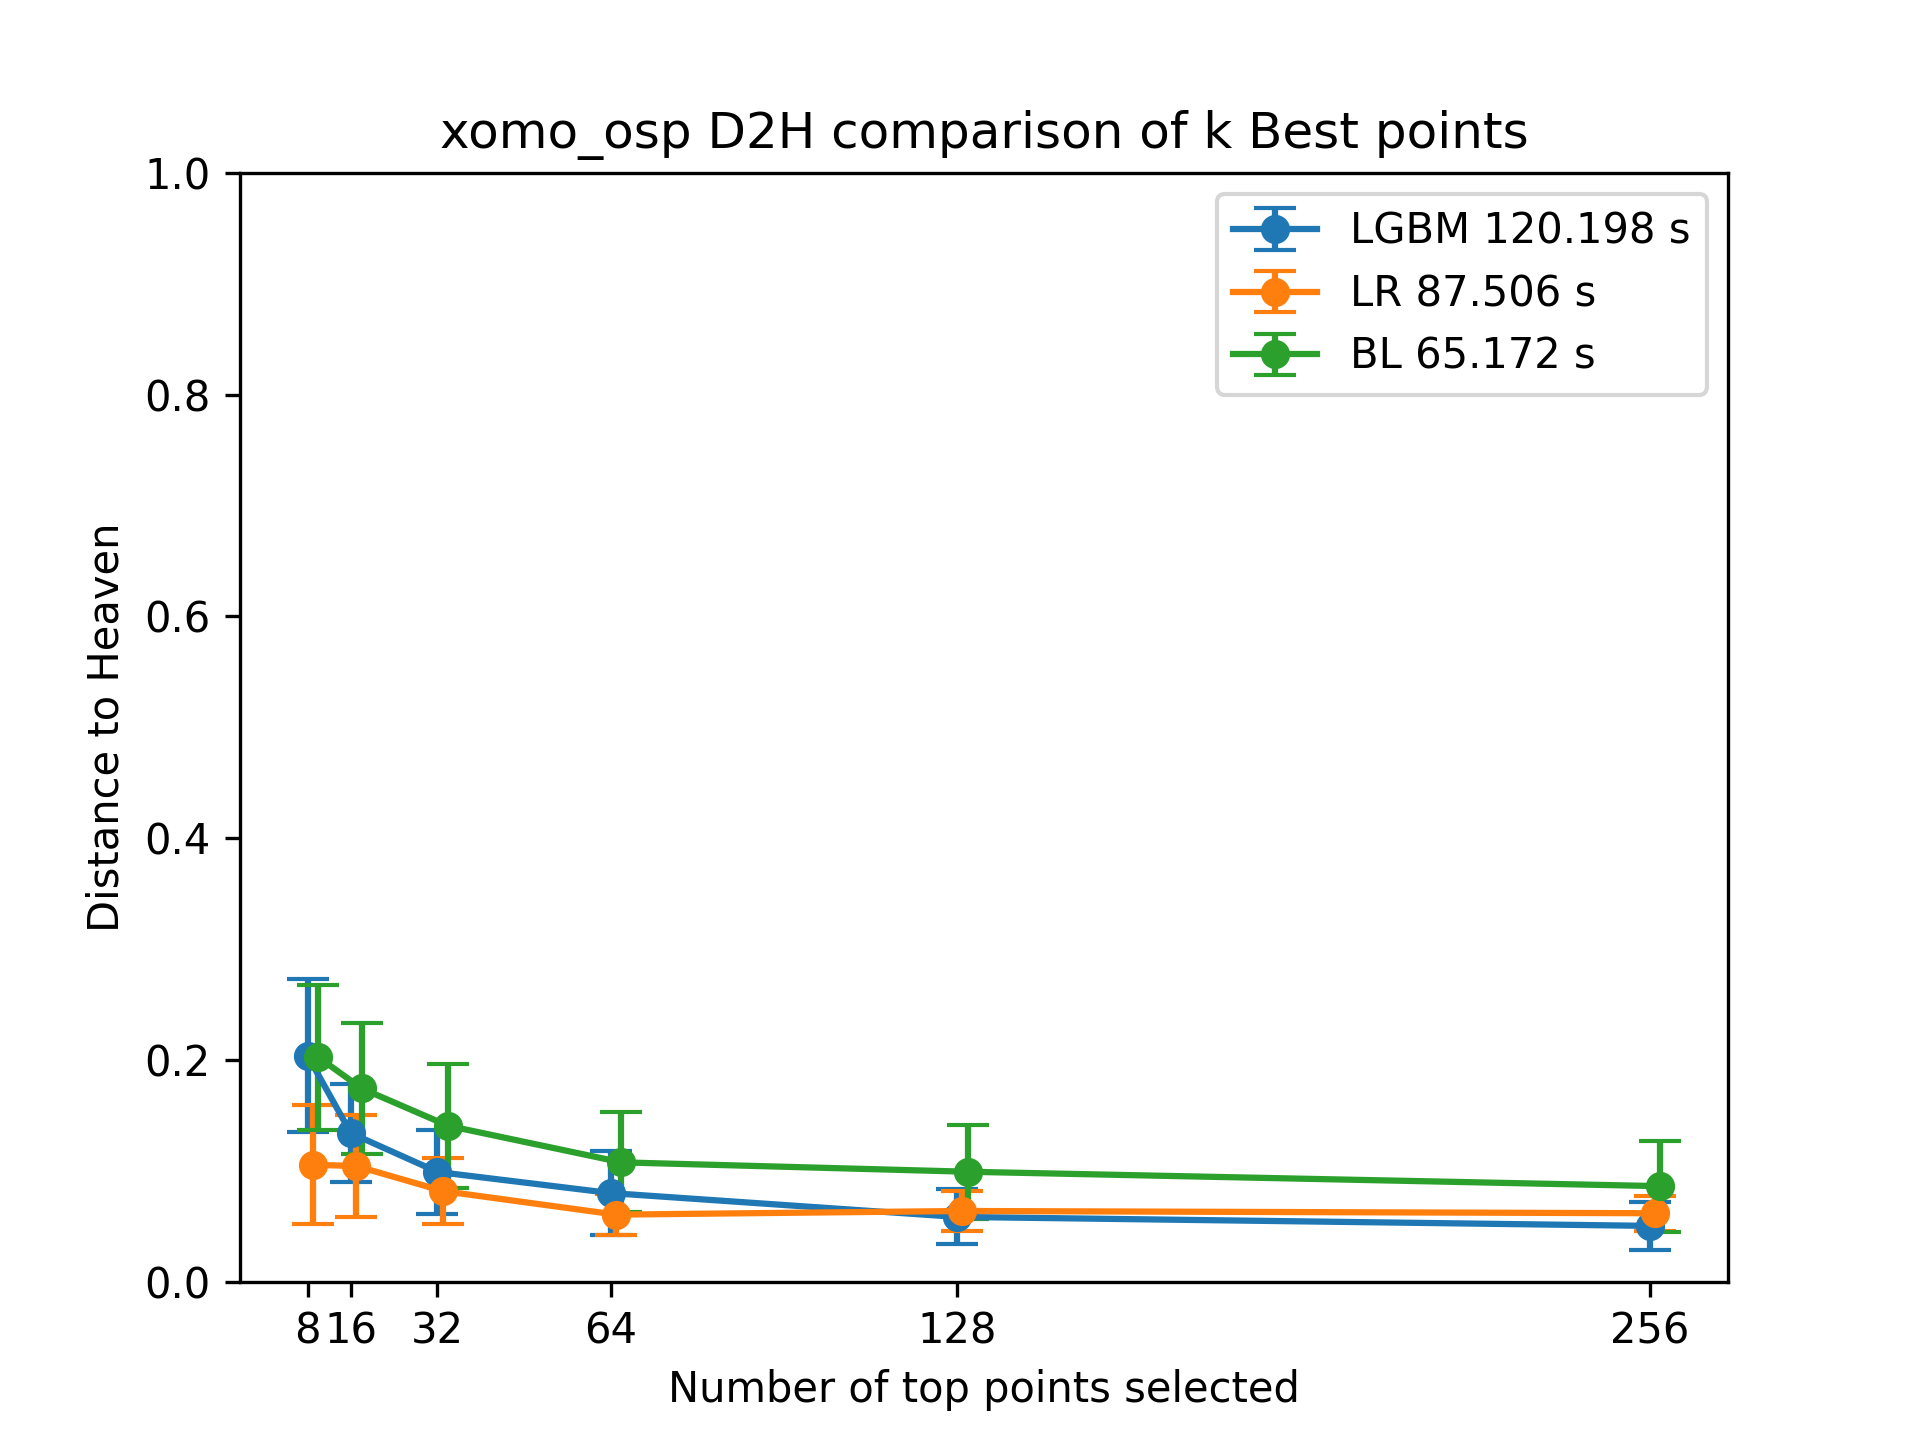 xomo_osp D2H comparison of k Best points
1.0
0.8
0.6
0.4
0.2
0.0
Distance to Heaven
LGBM 120.198 s
LR 87.506 s
BL 65.172 s
8 16 32 64 128 256
Number of top points selected